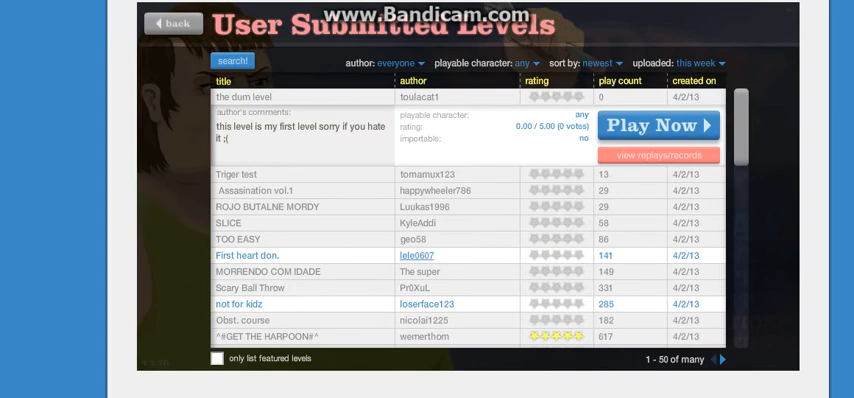 www.Bandicam.com
back
User Submitted Levels
search!
author: everyone playable character: any sort by: newest uploaded: this week
title author rating play count created on
the dum level toulacat1 0 4/2/13
author's comments:
this level is my first level sorry if you hate
it ;(
playable character: any
rating: 0.00 / 5.00 (0 votes)
importable: no
Play Now
view replays/records
Triger test tomamux123 13 4/2/13
Assasination vol.1 happywheeler786 29 4/2/13
ROJO BUTALNE MORDY Luukas1996 29 4/2/13
SLICE KyleAddi 58 4/2/13
TOO EASY geo58 86 4/2/13
First heart don. lele0607 141 4/2/13
MORRENDO COM IDADE The super 149 4/2/13
Scary Ball Throw Pr0XuL 331 4/2/13
not for kidz loserface123 285 4/2/13
Obst. course nicolai1225 182 4/2/13
^#GET THE HARPOON#^ wernerthorn 617 4/2/13
only list featured levels
1 - 50 of many